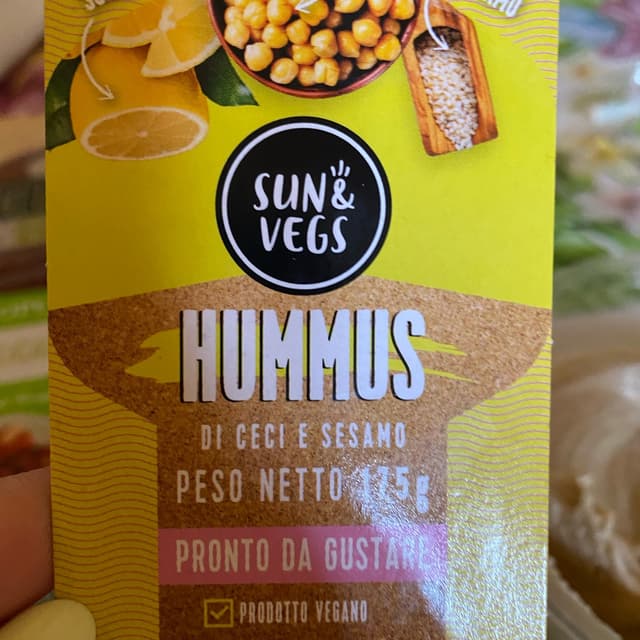 SUN &
VEGS
HUMMUS
DI CECI E SESAMO
PESO NETTO 175g
PRONTO DA GUSTARE
PRODOTTO VEGANO